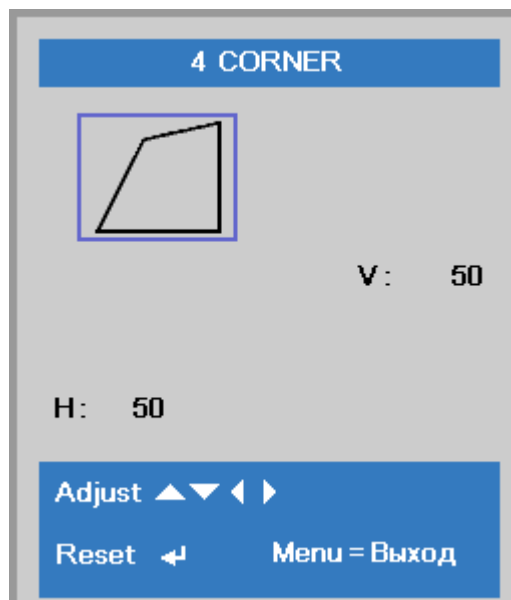 4 CORNER
V: 50
H: 50
Adjust
Reset Menu = Выход